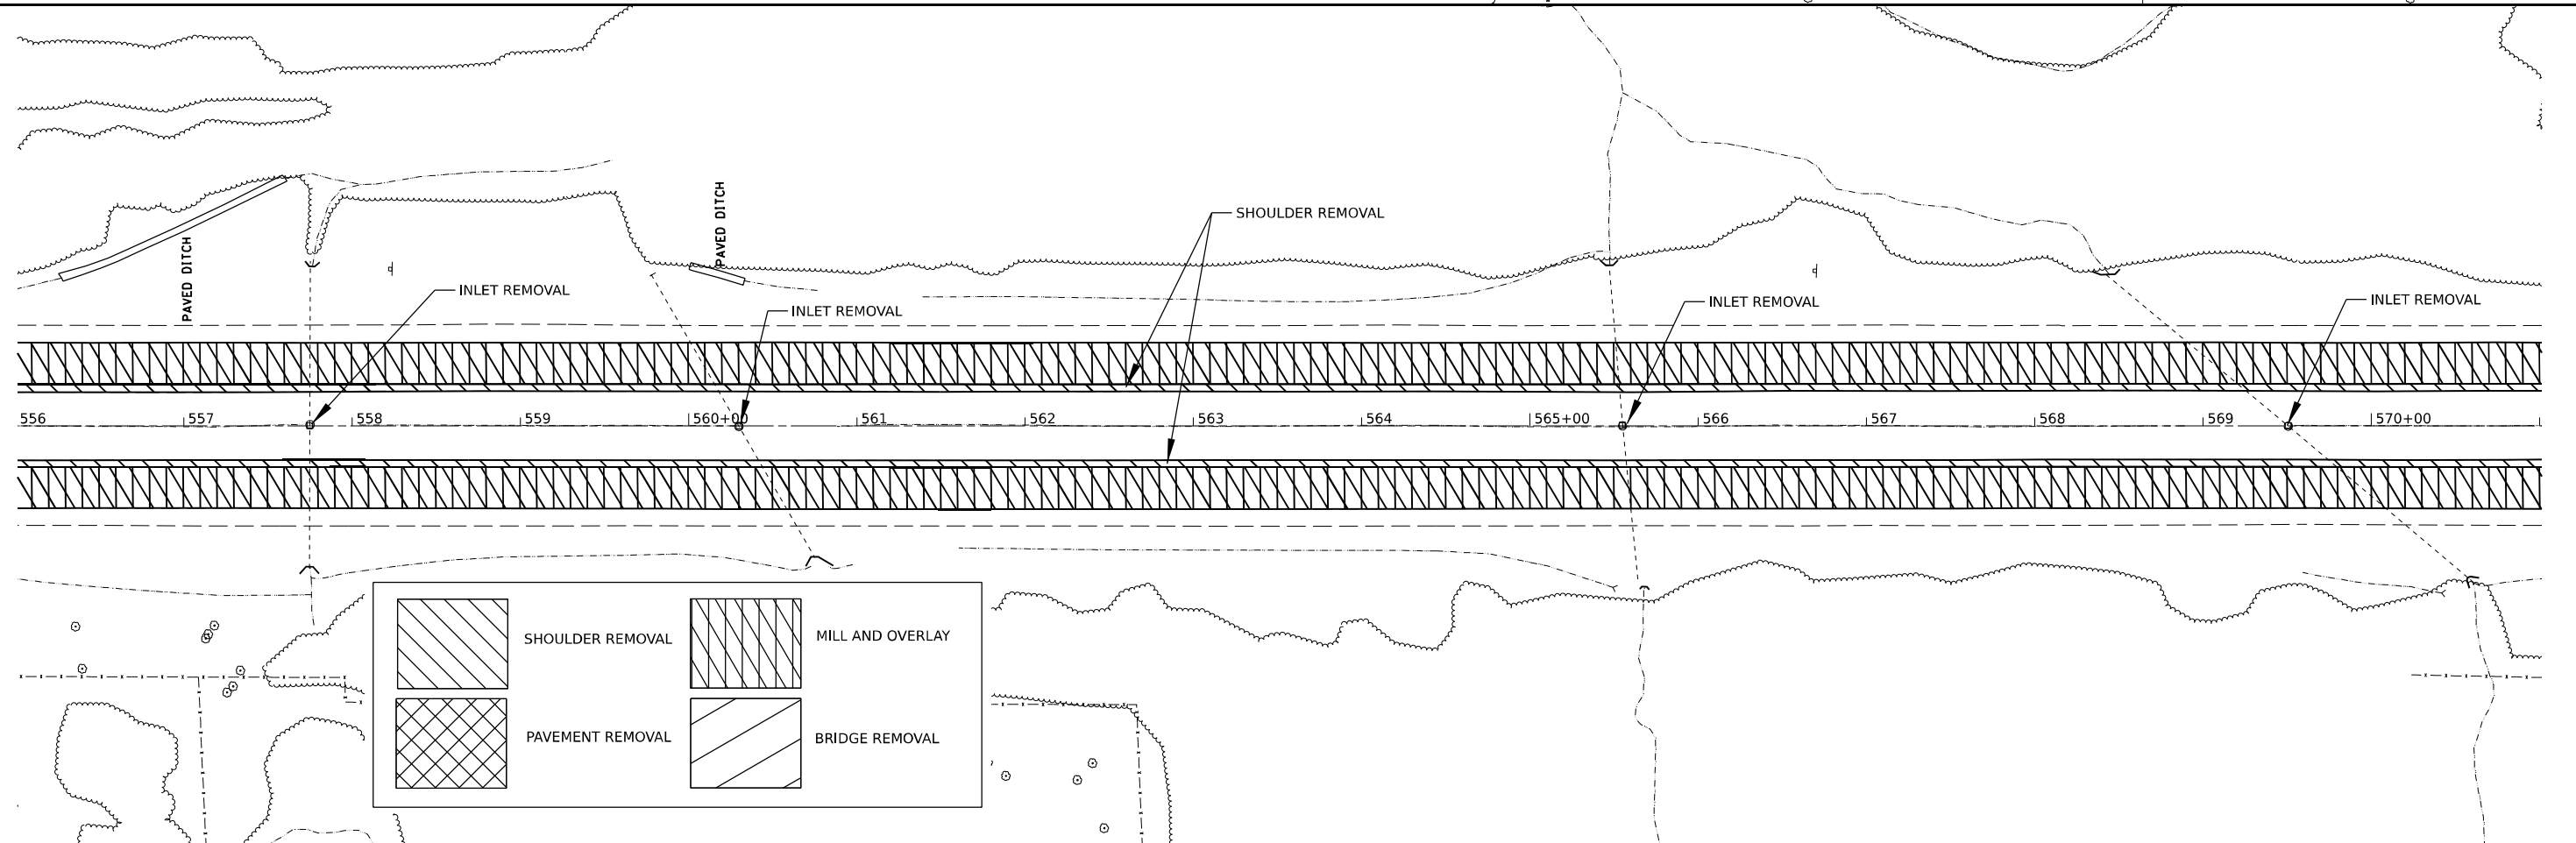 SHOULDER REMOVAL
PAVED DITCH
PAVED DITCH
INLET REMOVAL
INLET REMOVAL
INLET REMOVAL
INLET REMOVAL
556 557 558 559 560+00 561 562 563 564 565+00 566 567 568 569 570+00
SHOULDER REMOVAL
MILL AND OVERLAY
PAVEMENT REMOVAL
BRIDGE REMOVAL